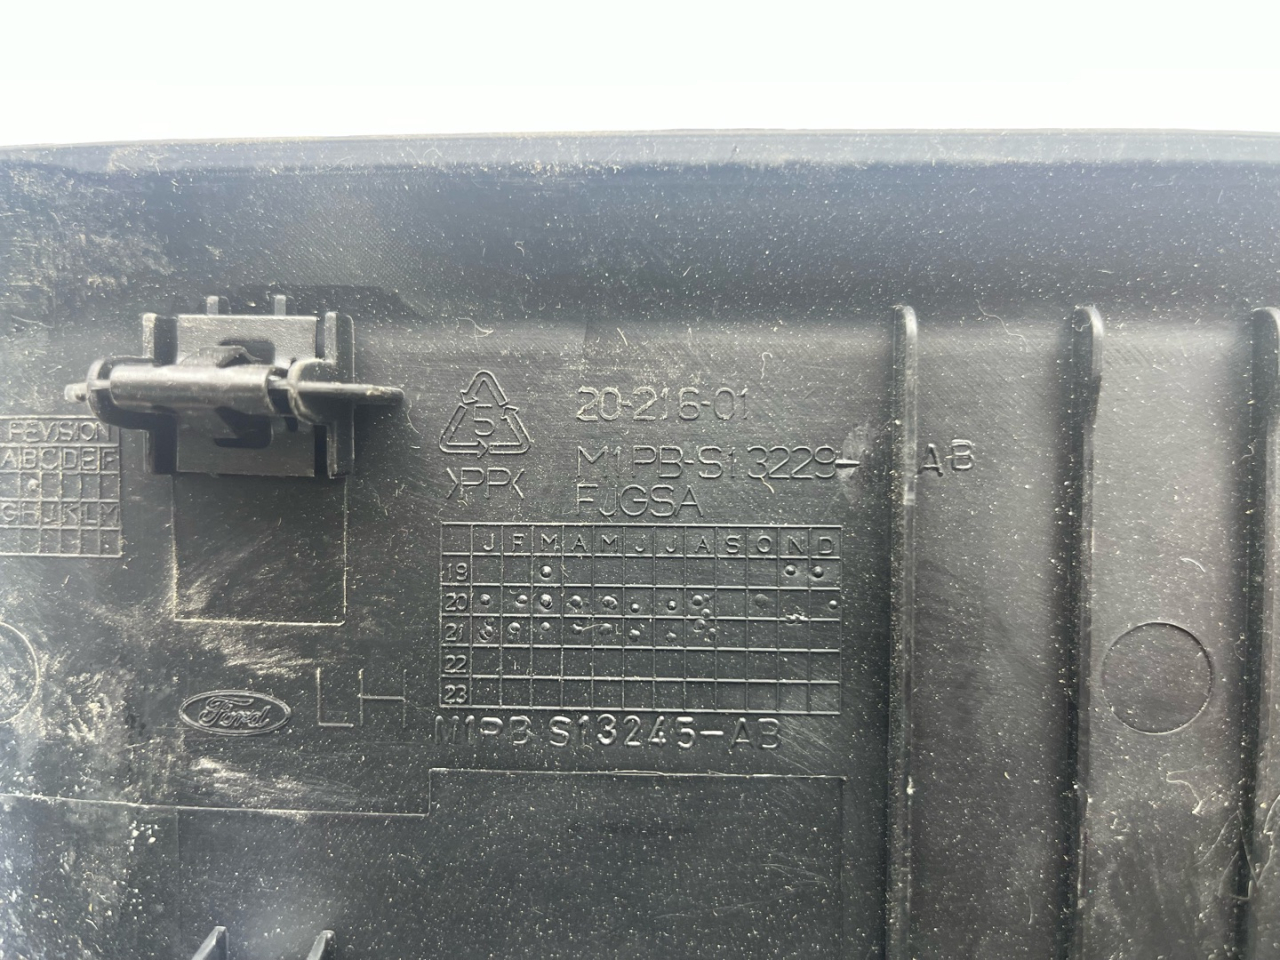 REVISION
ABCDEF
5
>PP<
20-216-01
M1PB-S13229- AB
FJGSA
J F M A M J J A S O N D
19
20
21
22
23
Ford
LH
M1PB S13245-AB